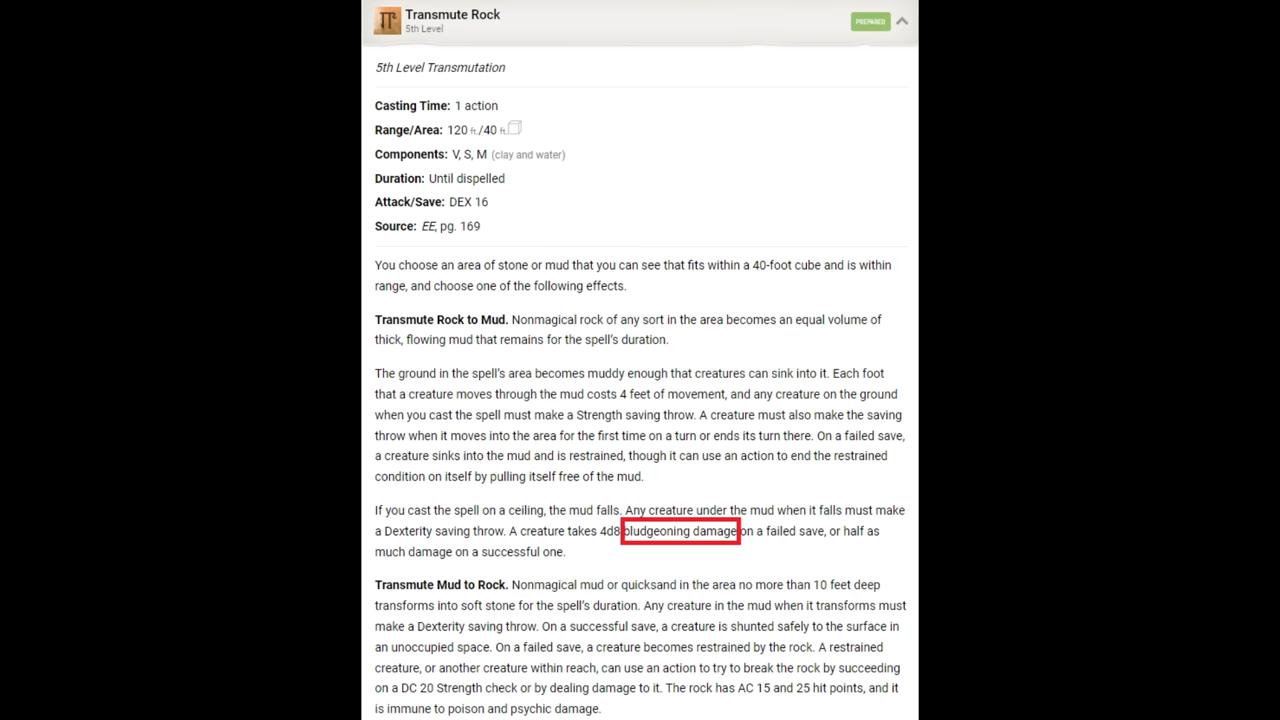 Transmute Rock
5th Level
PREPARED
5th Level Transmutation
Casting Time: 1 action
Range/Area: 120 ft./40 ft.
Components: V, S, M (clay and water)
Duration: Until dispelled
Attack/Save: DEX 16
Source: EE, pg. 169
You choose an area of stone or mud that you can see that fits within a 40-foot cube and is within
range, and choose one of the following effects.
Transmute Rock to Mud. Nonmagical rock of any sort in the area becomes an equal volume of
thick, flowing mud that remains for the spell's duration.
The ground in the spell's area becomes muddy enough that creatures can sink into it. Each foot
that a creature moves through the mud costs 4 feet of movement, and any creature on the ground
when you cast the spell must make a Strength saving throw. A creature must also make the saving
throw when it moves into the area for the first time on a turn or ends its turn there. On a failed save,
a creature sinks into the mud and is restrained, though it can use an action to end the restrained
condition on itself by pulling itself free of the mud.
If you cast the spell on a ceiling, the mud falls. Any creature under the mud when it falls must make
a Dexterity saving throw. A creature takes 4d8 bludgeoning damage on a failed save, or half as
much damage on a successful one.
Transmute Mud to Rock. Nonmagical mud or quicksand in the area no more than 10 feet deep
transforms into soft stone for the spell's duration. Any creature in the mud when it transforms must
make a Dexterity saving throw. On a successful save, a creature is shunted safely to the surface in
an unoccupied space. On a failed save, a creature becomes restrained by the rock. A restrained
creature, or another creature within reach, can use an action to try to break the rock by succeeding
on a DC 20 Strength check or by dealing damage to it. The rock has AC 15 and 25 hit points, and it
is immune to poison and psychic damage.